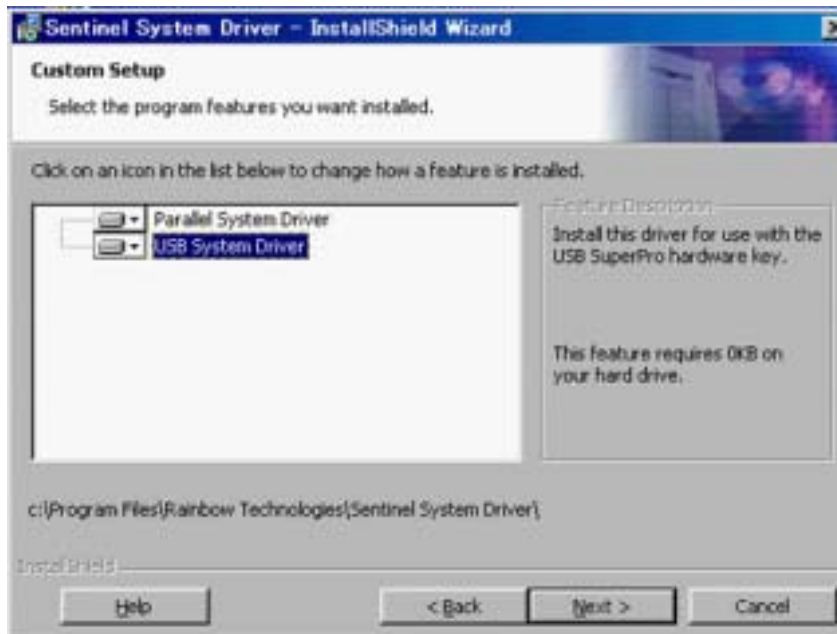 Sentinel System Driver - InstallShield Wizard
Custom Setup
Select the program features you want installed.
Click on an icon in the list below to change how a feature is installed.
Parallel System Driver
USB System Driver
Feature Description
Install this driver for use with the
USB SuperPro hardware key.
This feature requires 0KB on
your hard drive.
c:\Program Files\Rainbow Technologies\Sentinel System Driver\
InstallShield
Help
< Back
Next >
Cancel